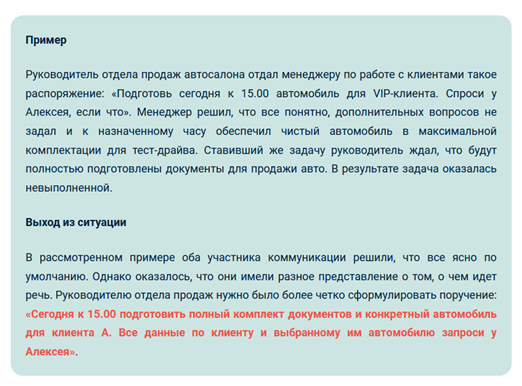 Пример
Руководитель отдела продаж автосалона отдал менеджеру по работе с клиентами такое
распоряжение: «Подготовь сегодня к 15.00 автомобиль для VIP-клиента. Спроси у
Алексея, если что». Менеджер решил, что все понятно, дополнительных вопросов не
задал и к назначенному часу обеспечил чистый автомобиль в максимальной
комплектации для тест-драйва. Ставивший же задачу руководитель ждал, что будут
полностью подготовлены документы для продажи авто. В результате задача оказалась
невыполненной.
Выход из ситуации
В рассмотренном примере оба участника коммуникации решили, что все ясно по
умолчанию. Однако оказалось, что они имели разное представление о том, о чем идет
речь. Руководителю отдела продаж нужно было более четко сформулировать поручение:
«Сегодня к 15.00 подготовить полный комплект документов и конкретный автомобиль
для клиента А. Все данные по клиенту и выбранному им автомобилю запроси у
Алексея».